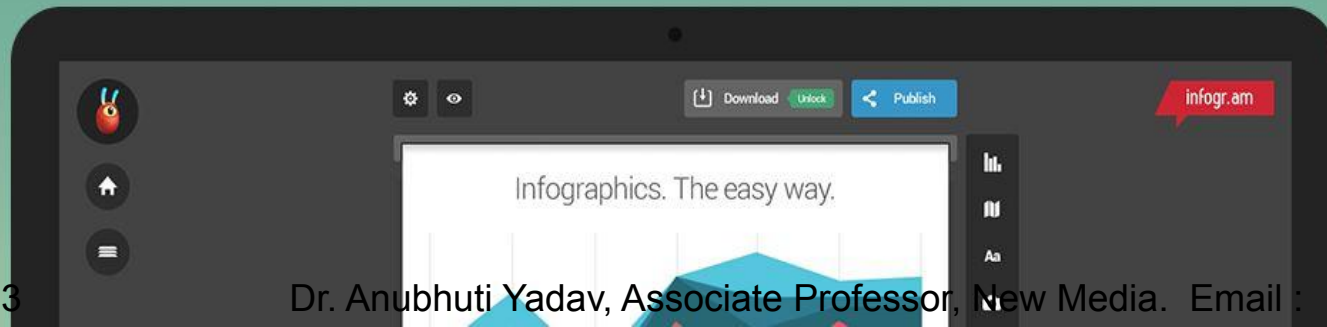 Download Unlock Publish
infogr.am
Infographics. The easy way.
Aa
3 Dr. Anubhuti Yadav, Associate Professor, New Media. Email :